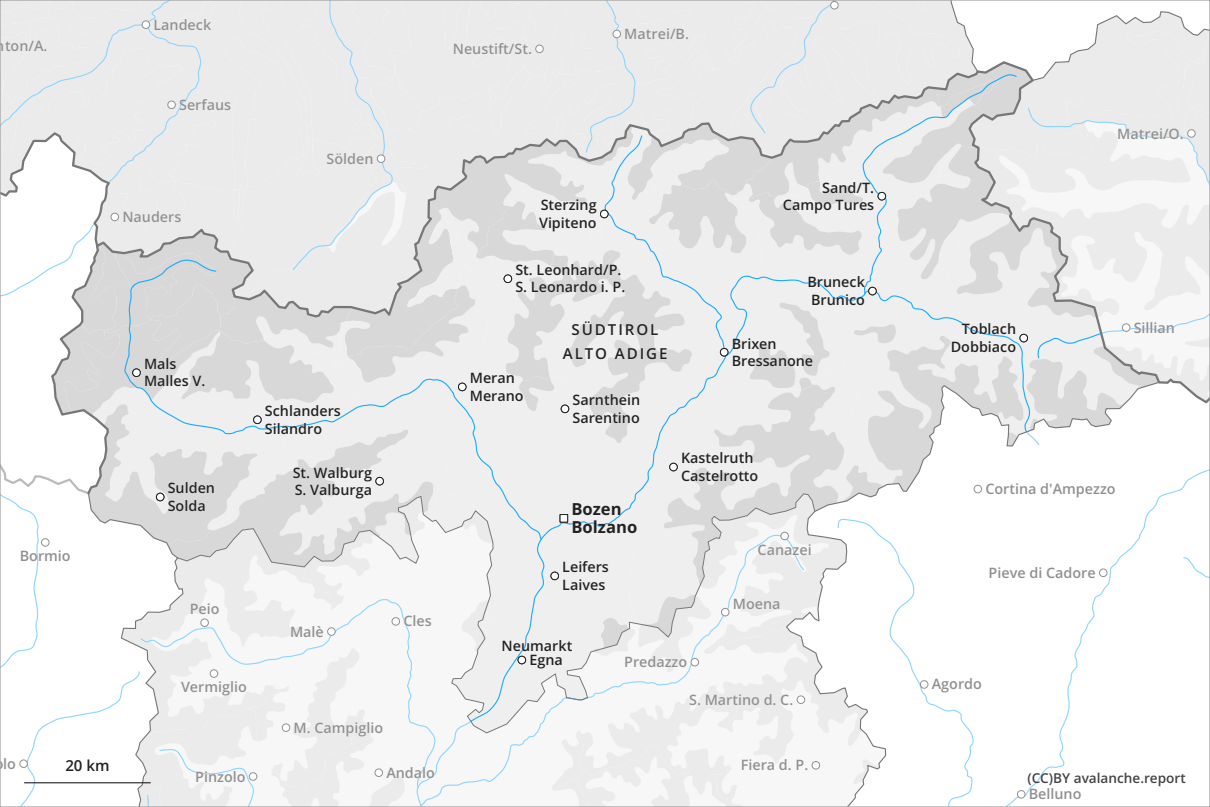 Landeck
nton/A.
Neustift/St.
Matrei/B.
Serfaus
Matrei/O.
Sölden
Nauders
Sand/T.
Campo Tures
Sterzing
Vipiteno
St. Leonhard/P.
S. Leonardo i. P.
Bruneck
Brunico
SÜDTIROL
ALTO ADIGE
Toblach
Dobbiaco
Sillian
Brixen
Bressanone
Mals
Malles V.
Meran
Merano
Sarnthein
Sarentino
Schlanders
Silandro
Kastelruth
Castelrotto
St. Walburg
S. Valburga
Sulden
Solda
Cortina d'Ampezzo
Bozen
Bolzano
Bormio
Canazei
Leifers
Laives
Pieve di Cadore
Peio
Moena
Malè
Cles
Neumarkt
Egna
Predazzo
Vermiglio
Agordo
S. Martino d. C.
M. Campiglio
olo
20 km
Pinzolo
Andalo
Fiera d. P.
(CC)BY avalanche.report
Belluno